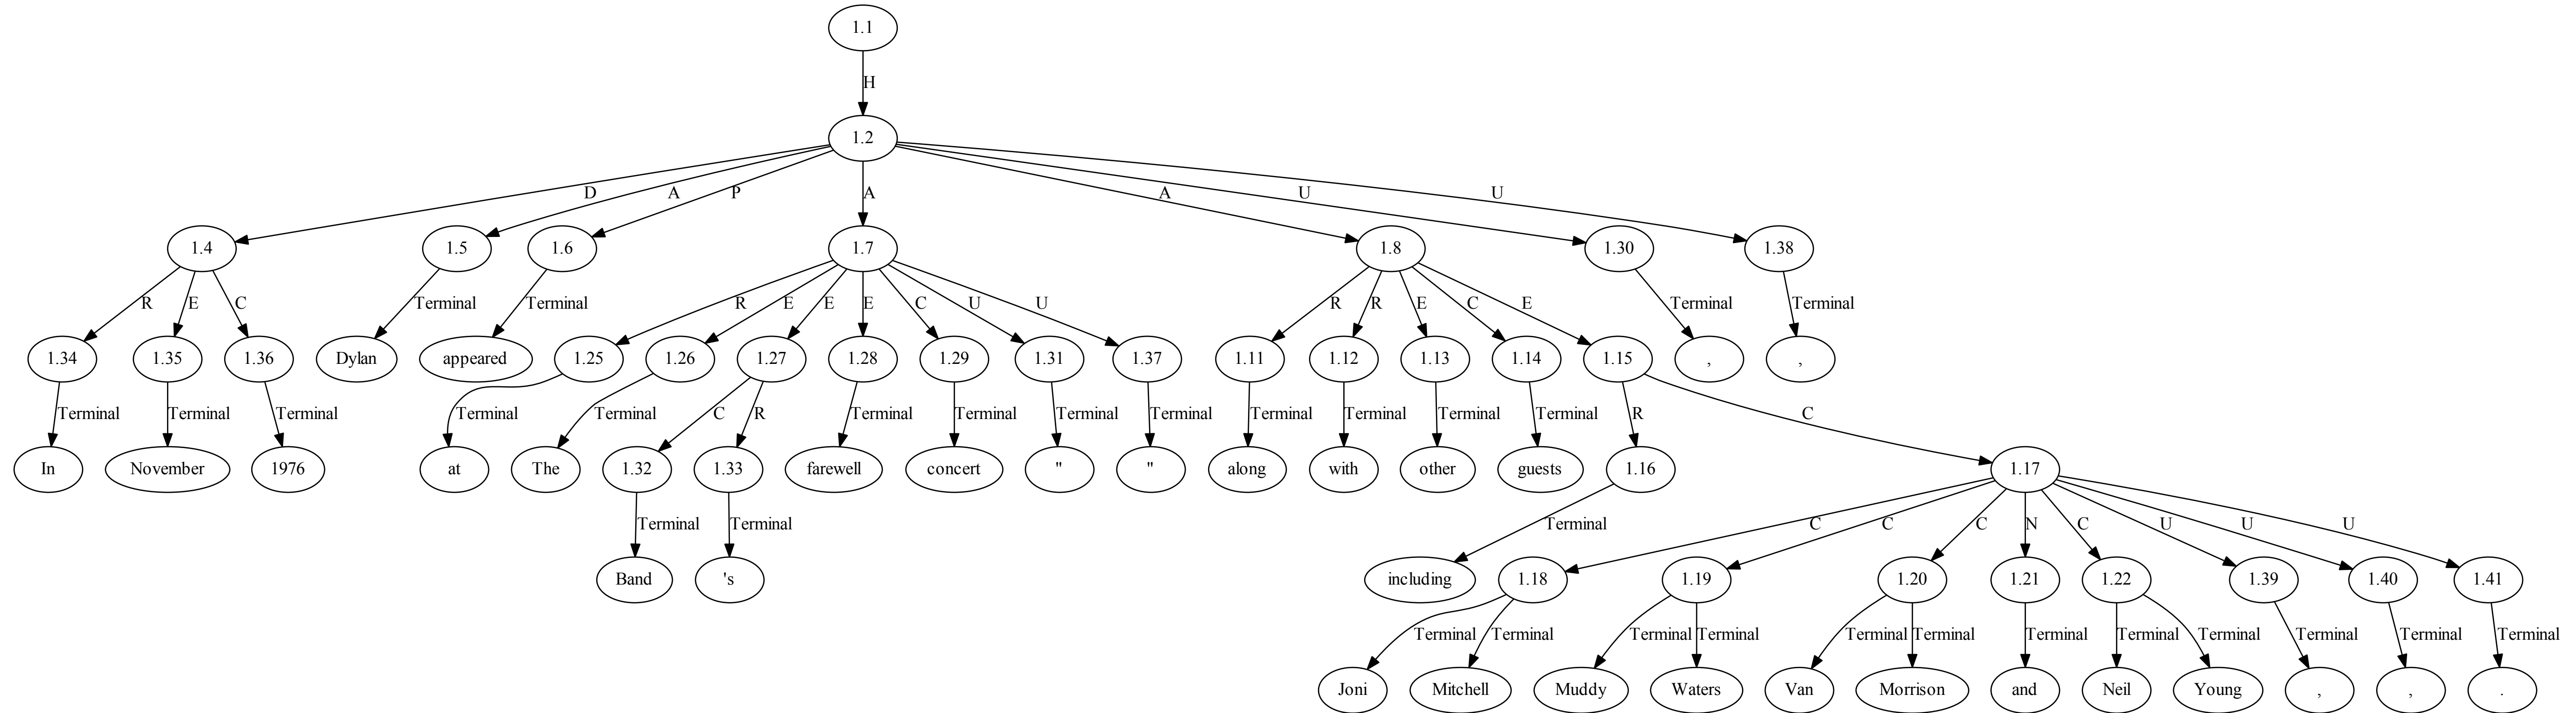 1.1
H
1.2
D A P A A U U
1.4 1.5 1.6 1.7 1.8 1.30 1.38
R E C Terminal Terminal R E E E C U U R R E C E Terminal Terminal
1.34 1.35 1.36 Dylan appeared 1.25 1.26 1.27 1.28 1.29 1.31 1.37 1.11 1.12 1.13 1.14 1.15 , ,
Terminal Terminal Terminal Terminal Terminal C R Terminal Terminal Terminal Terminal Terminal Terminal Terminal Terminal R C
In November 1976 at The 1.32 1.33 farewell concert " " along with other guests 1.16 1.17
Terminal Terminal Terminal C C C N C U U U
Band 's including 1.18 1.19 1.20 1.21 1.22 1.39 1.40 1.41
Terminal Terminal Terminal Terminal Terminal Terminal Terminal Terminal Terminal Terminal Terminal Terminal
Joni Mitchell Muddy Waters Van Morrison and Neil Young , , .